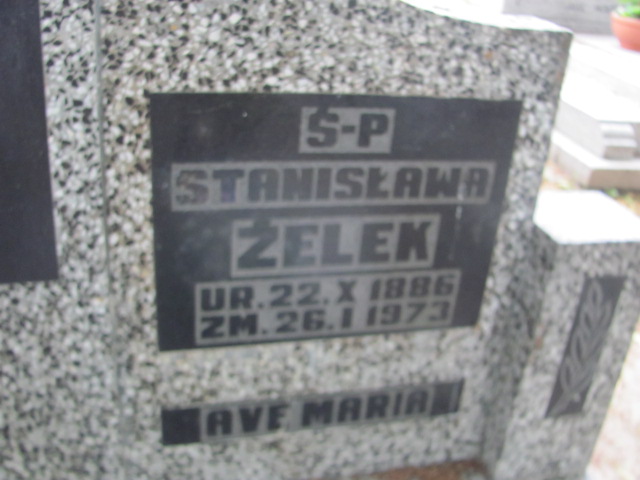 Ś-P
STANISŁAWA
ŻELEK
UR.22.X 1886
ZM.26.I 1973
AVE MARIA